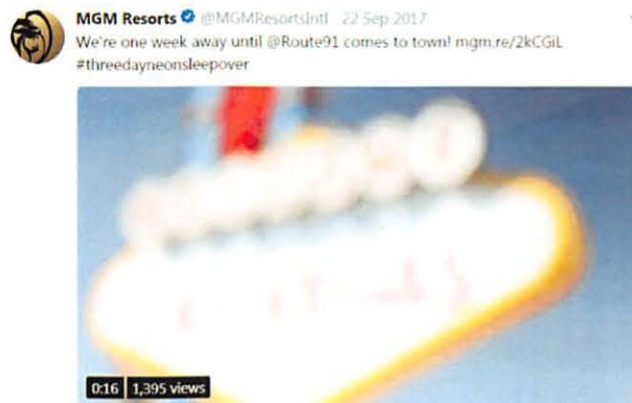 MGM Resorts @MGMResortsIntl 22 Sep 2017
We're one week away until @Route91 comes to town! mgm.re/2kCGiL
#threedayneonsleepover
0:16 1,395 views